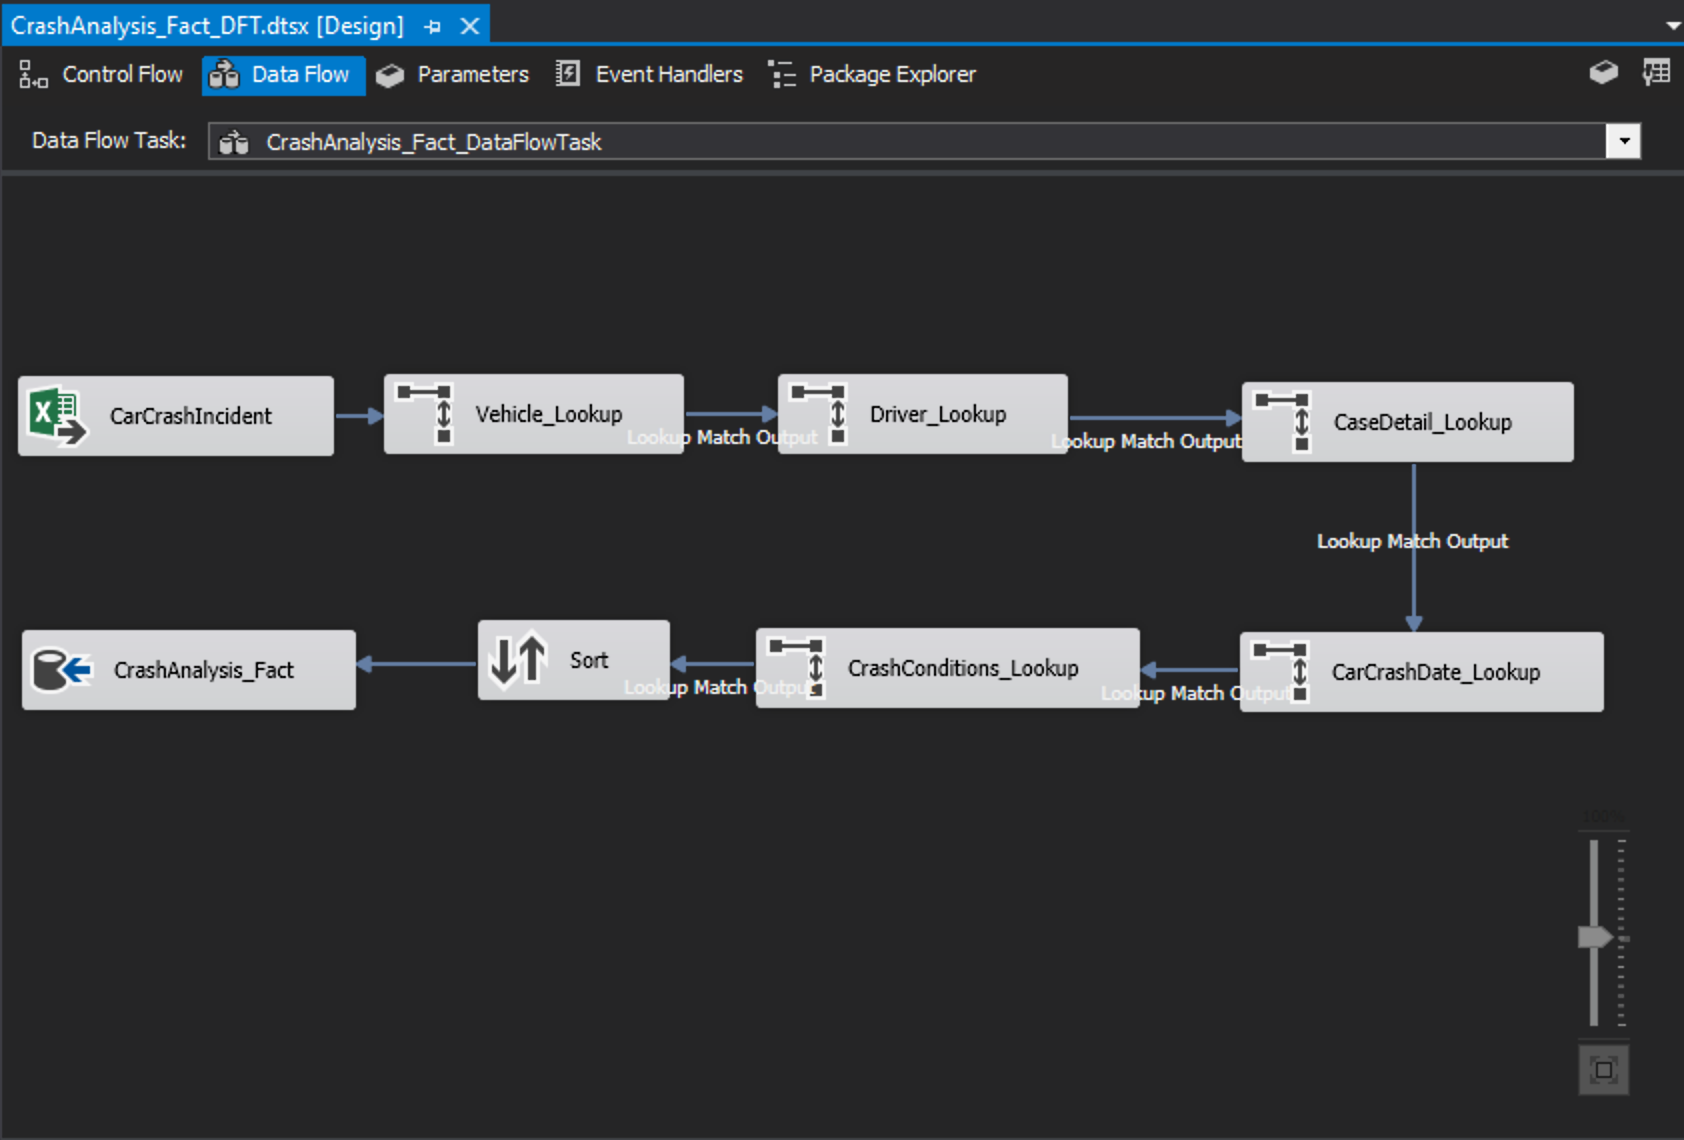 CrashAnalysis_Fact_DFT.dtsx [Design]
Control Flow Data Flow Parameters Event Handlers Package Explorer
Data Flow Task: CrashAnalysis_Fact_DataFlowTask
CarCrashIncident Vehicle_Lookup Driver_Lookup CaseDetail_Lookup
Lookup Match Output Lookup Match Output
Lookup Match Output
CrashAnalysis_Fact Sort CrashConditions_Lookup CarCrashDate_Lookup
Lookup Match Output Lookup Match Output
100%